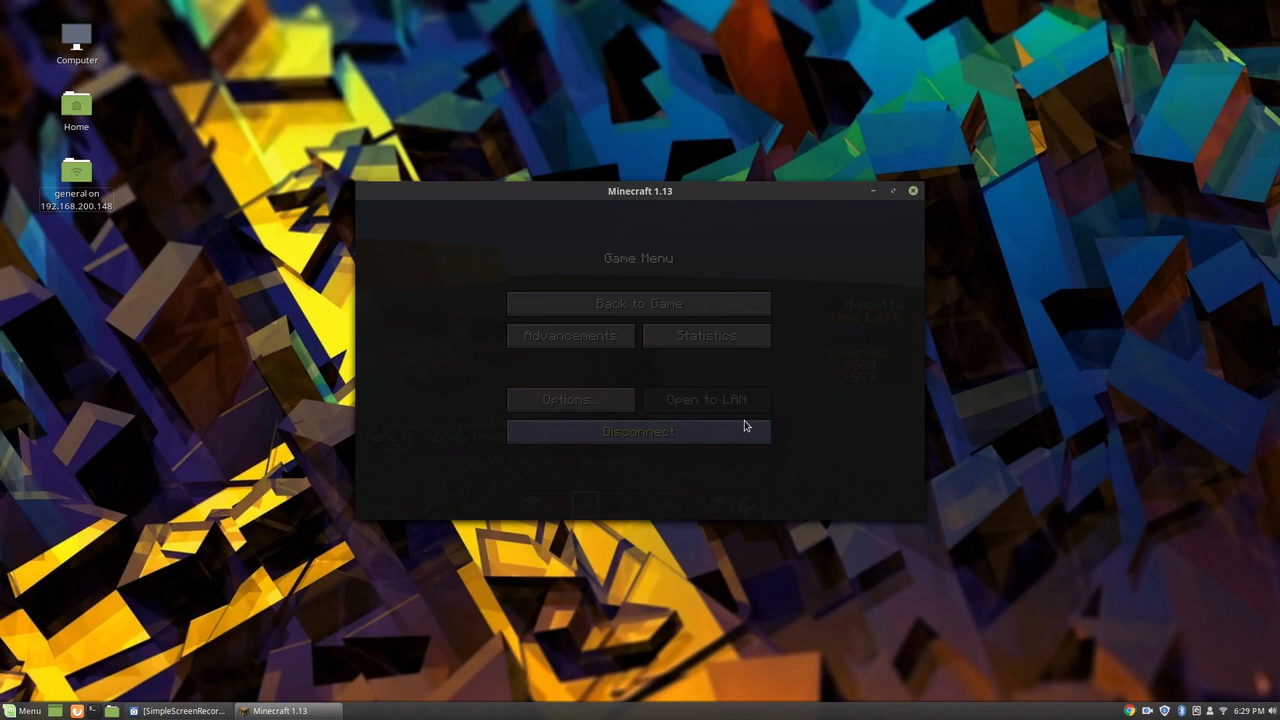 Computer
Home
general on
192.168.200.148
Minecraft 1.13
Game Menu
Back to Game
Advancements
Statistics
Options...
Open to LAN
Disconnect
Coords:
Menu
[SimpleScreenRecor...
Minecraft 1.13
6:29 PM